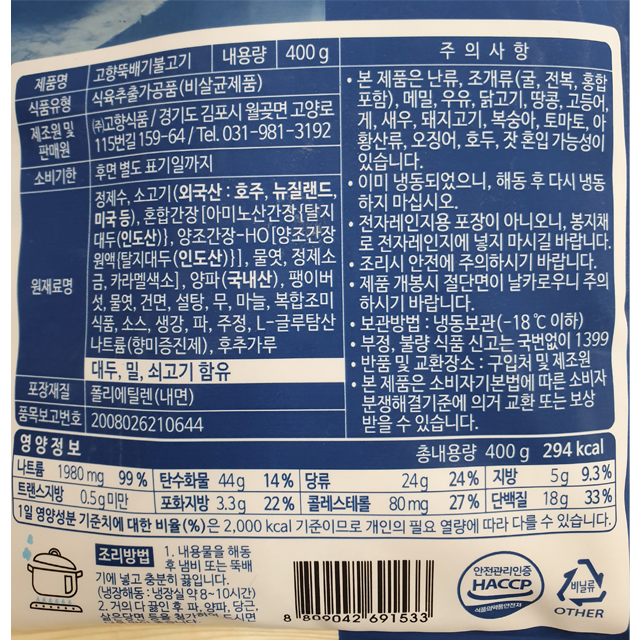 제품명 고향뚝배기불고기 내용량 400 g
식품유형 식육추출가공품(비살균제품)
제조원 및 판매원 ㈜고향식품 / 경기도 김포시 월곶면 고양로
115번길 159-64 / Tel. 031-981-3192
소비기한 후면 별도 표기일까지
원재료명
정제수, 소고기(외국산 : 호주, 뉴질랜드,
미국 등), 혼합간장[아미노산간장{탈지
대두(인도산)}, 양조간장-HO[양조간장
원액{탈지대두(인도산)}], 물엿, 정제소
금, 카라멜색소], 양파(국내산), 팽이버
섯, 물엿, 건면, 설탕, 무, 마늘, 복합조미
식품, 소스, 생강, 파, 주정, L-글루탐산
나트륨(향미증진제), 후추가루
대두, 밀, 쇠고기 함유
포장재질 폴리에틸렌(내면)
품목보고번호 2008026210644
주 의 사 항
• 본 제품은 난류, 조개류(굴, 전복, 홍합
포함), 메밀, 우유, 닭고기, 땅콩, 고등어,
게, 새우, 돼지고기, 복숭아, 토마토, 아
황산류, 오징어, 호두, 잣 혼입 가능성이
있습니다.
• 이미 냉동되었으니, 해동 후 다시 냉동
하지 마십시오.
• 전자레인지용 포장이 아니오니, 봉지채
로 전자레인지에 넣지 마시길 바랍니다.
• 조리시 안전에 주의하시기 바랍니다.
• 제품 개봉시 절단면이 날카로우니 주의
하시기 바랍니다.
• 보관방법 : 냉동보관(-18℃ 이하)
• 부정, 불량 식품 신고는 국번없이 1399
• 반품 및 교환장소 : 구입처 및 제조원
• 본 제품은 소비자기본법에 따른 소비자
분쟁해결기준에 의거 교환 또는 보상
받을 수 있습니다.
영 양 정 보 총내용량 400 g 294 kcal
나트륨 1980 mg 99 % 탄수화물 44 g 14 % 당류 24 g 24 % 지방 5 g 9.3 %
트랜스지방 0.5 g 미만 포화지방 3.3 g 22 % 콜레스테롤 80 mg 27 % 단백질 18 g 33 %
1일 영양성분 기준치에 대한 비율(%)은 2,000 kcal 기준이므로 개인의 필요 열량에 따라 다를 수 있습니다.
조리방법 1. 내용물을 해동
후 냄비 또는 뚝배
기에 넣고 충분히 끓입니다.
(냉장해동 : 냉장실 약 8~10시간)
2. 거의 다 끓인 후 파, 양파, 당근,
8 809042 691533
안전관리인증
HACCP
식품의약품안전처
비닐류
OTHER